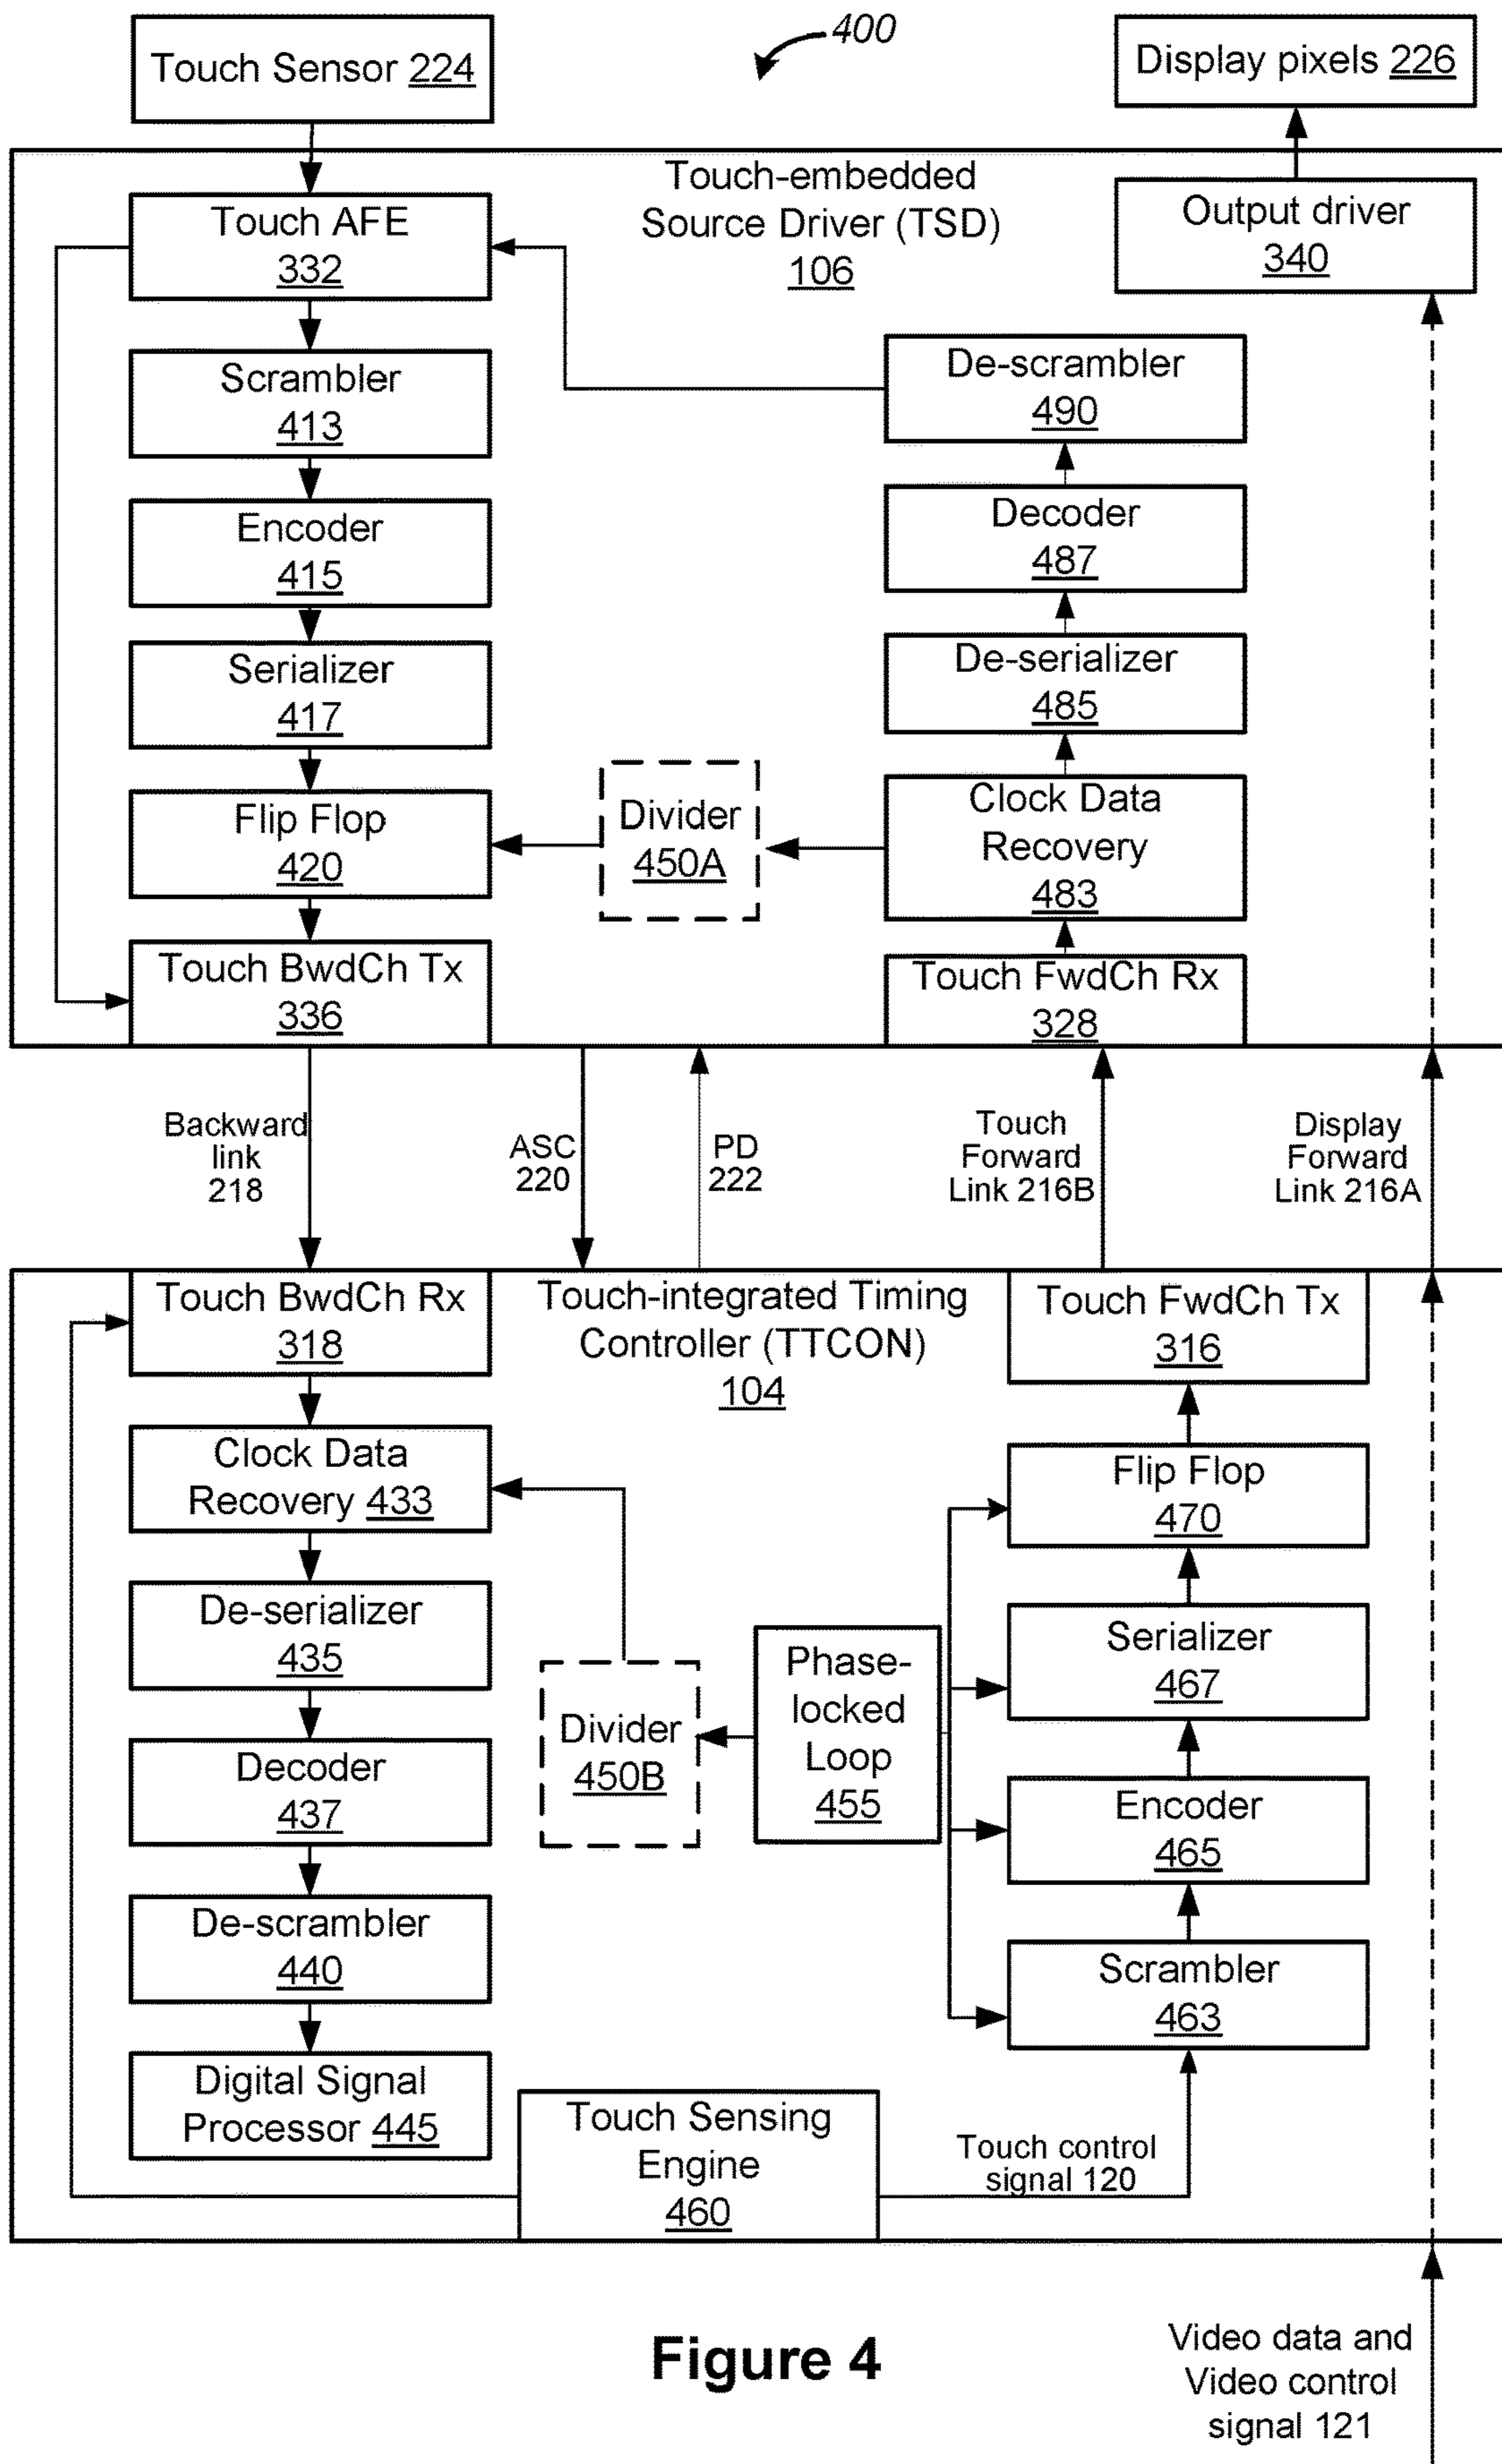 400
Touch Sensor 224
Display pixels 226
Touch-embedded
Source Driver (TSD)
106
Touch AFE
332
Output driver
340
Scrambler
413
De-scrambler
490
Encoder
415
Decoder
487
Serializer
417
De-serializer
485
Flip Flop
420
Divider
450A
Clock Data
Recovery
483
Touch BwdCh Tx
336
Touch FwdCh Rx
328
Backward
link
218
ASC
220
PD
222
Touch
Forward
Link 216B
Display
Forward
Link 216A
Touch BwdCh Rx
318
Touch-integrated Timing
Controller (TTCON)
104
Touch FwdCh Tx
316
Clock Data
Recovery 433
Flip Flop
470
De-serializer
435
Serializer
467
Divider
450B
Phase-
locked
Loop
455
Decoder
437
Encoder
465
De-scrambler
440
Scrambler
463
Digital Signal
Processor 445
Touch Sensing
Engine
460
Touch control
signal 120
Figure 4
Video data and
Video control
signal 121